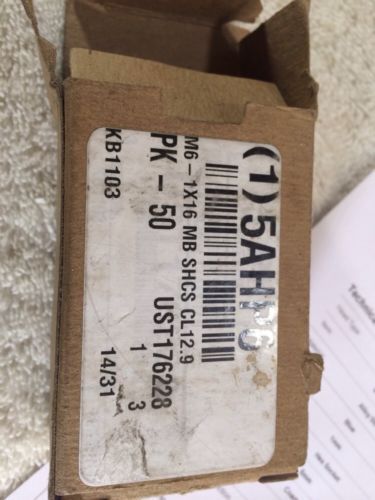 (1) 5AHP6
M6-1X16 MB SHCS CL12.9
PK - 50 UST176228
1 3
KB1103 14/31